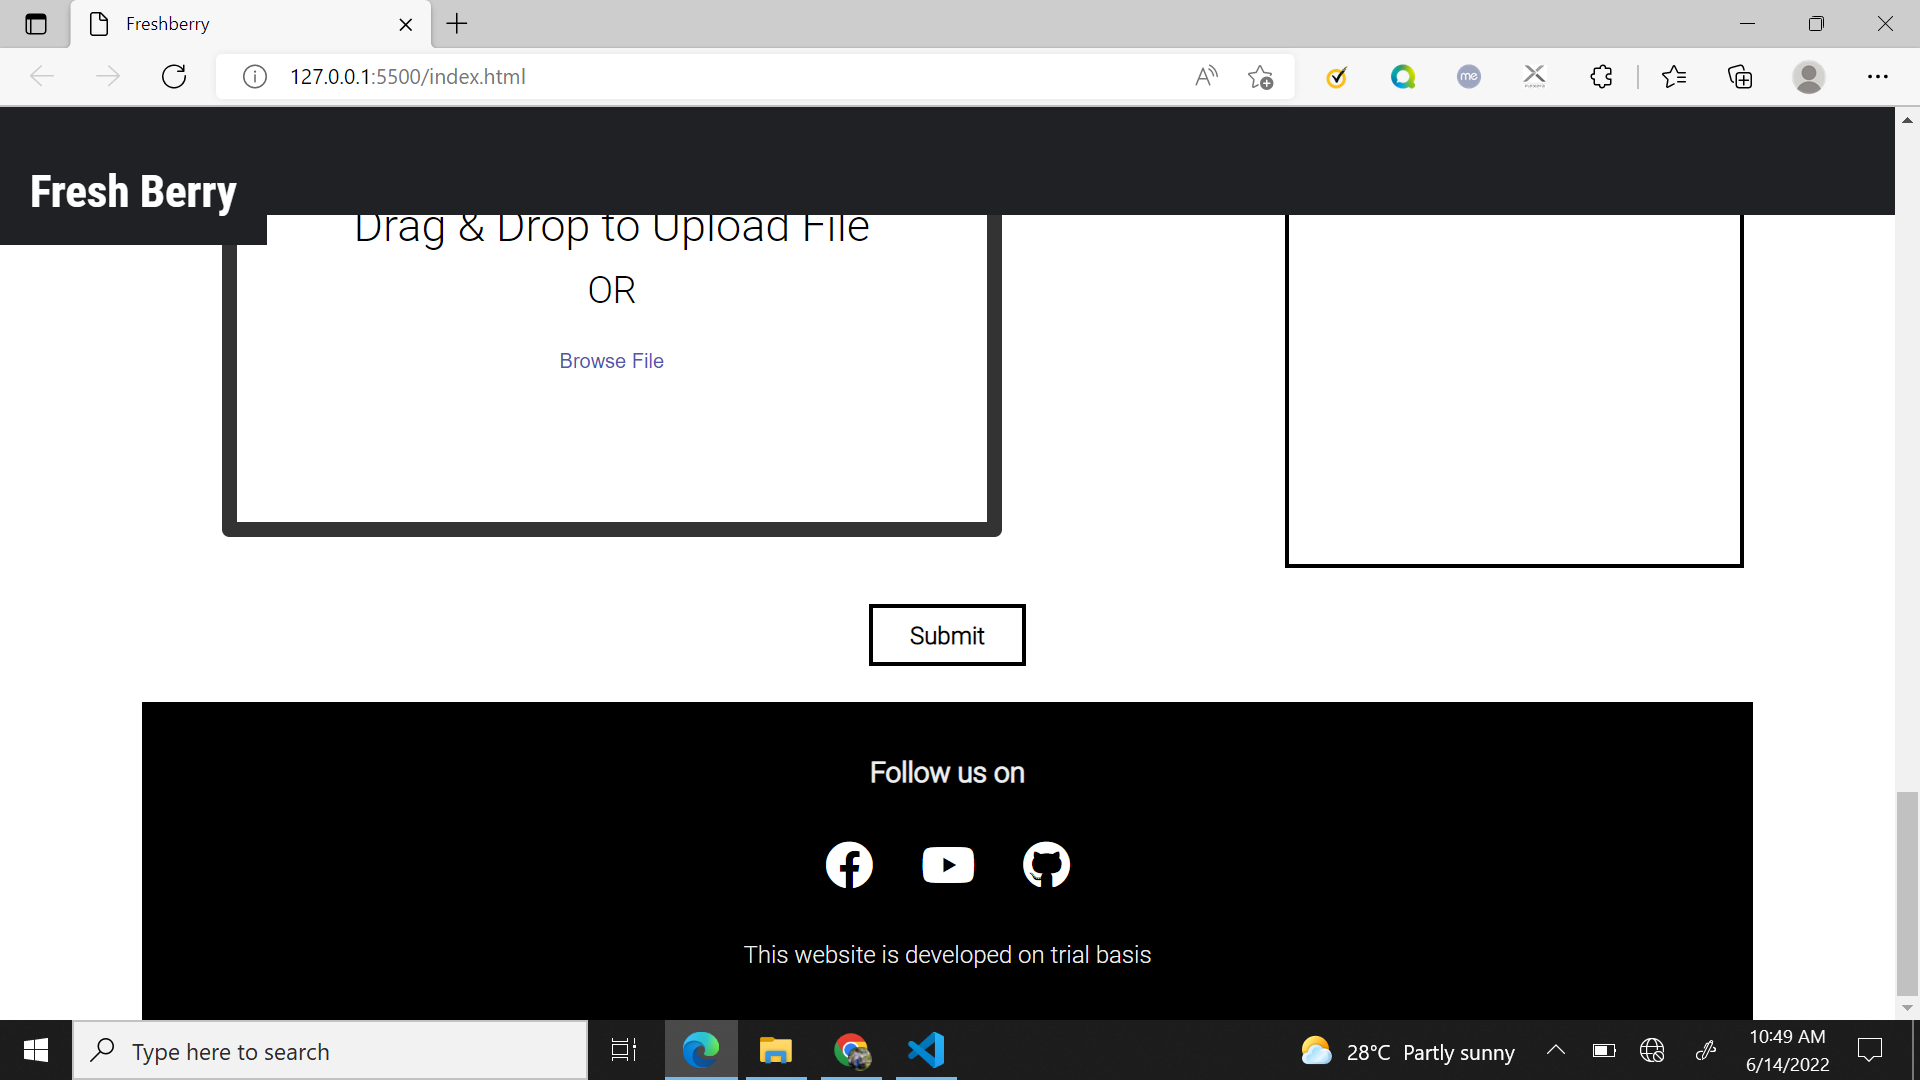 Freshberry
127.0.0.1:5500/index.html
me
Fresh Berry
Drag & Drop to Upload File
OR
Browse File
Submit
Follow us on
This website is developed on trial basis
Type here to search
28°C Partly sunny
10:49 AM
6/14/2022